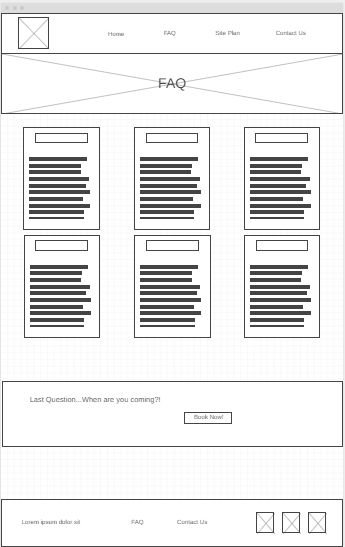 Home
FAQ
Site Plan
Contact Us
FAQ
Last Question...When are you coming?!
Book Now!
Lorem ipsum dolor sit
FAQ
Contact Us